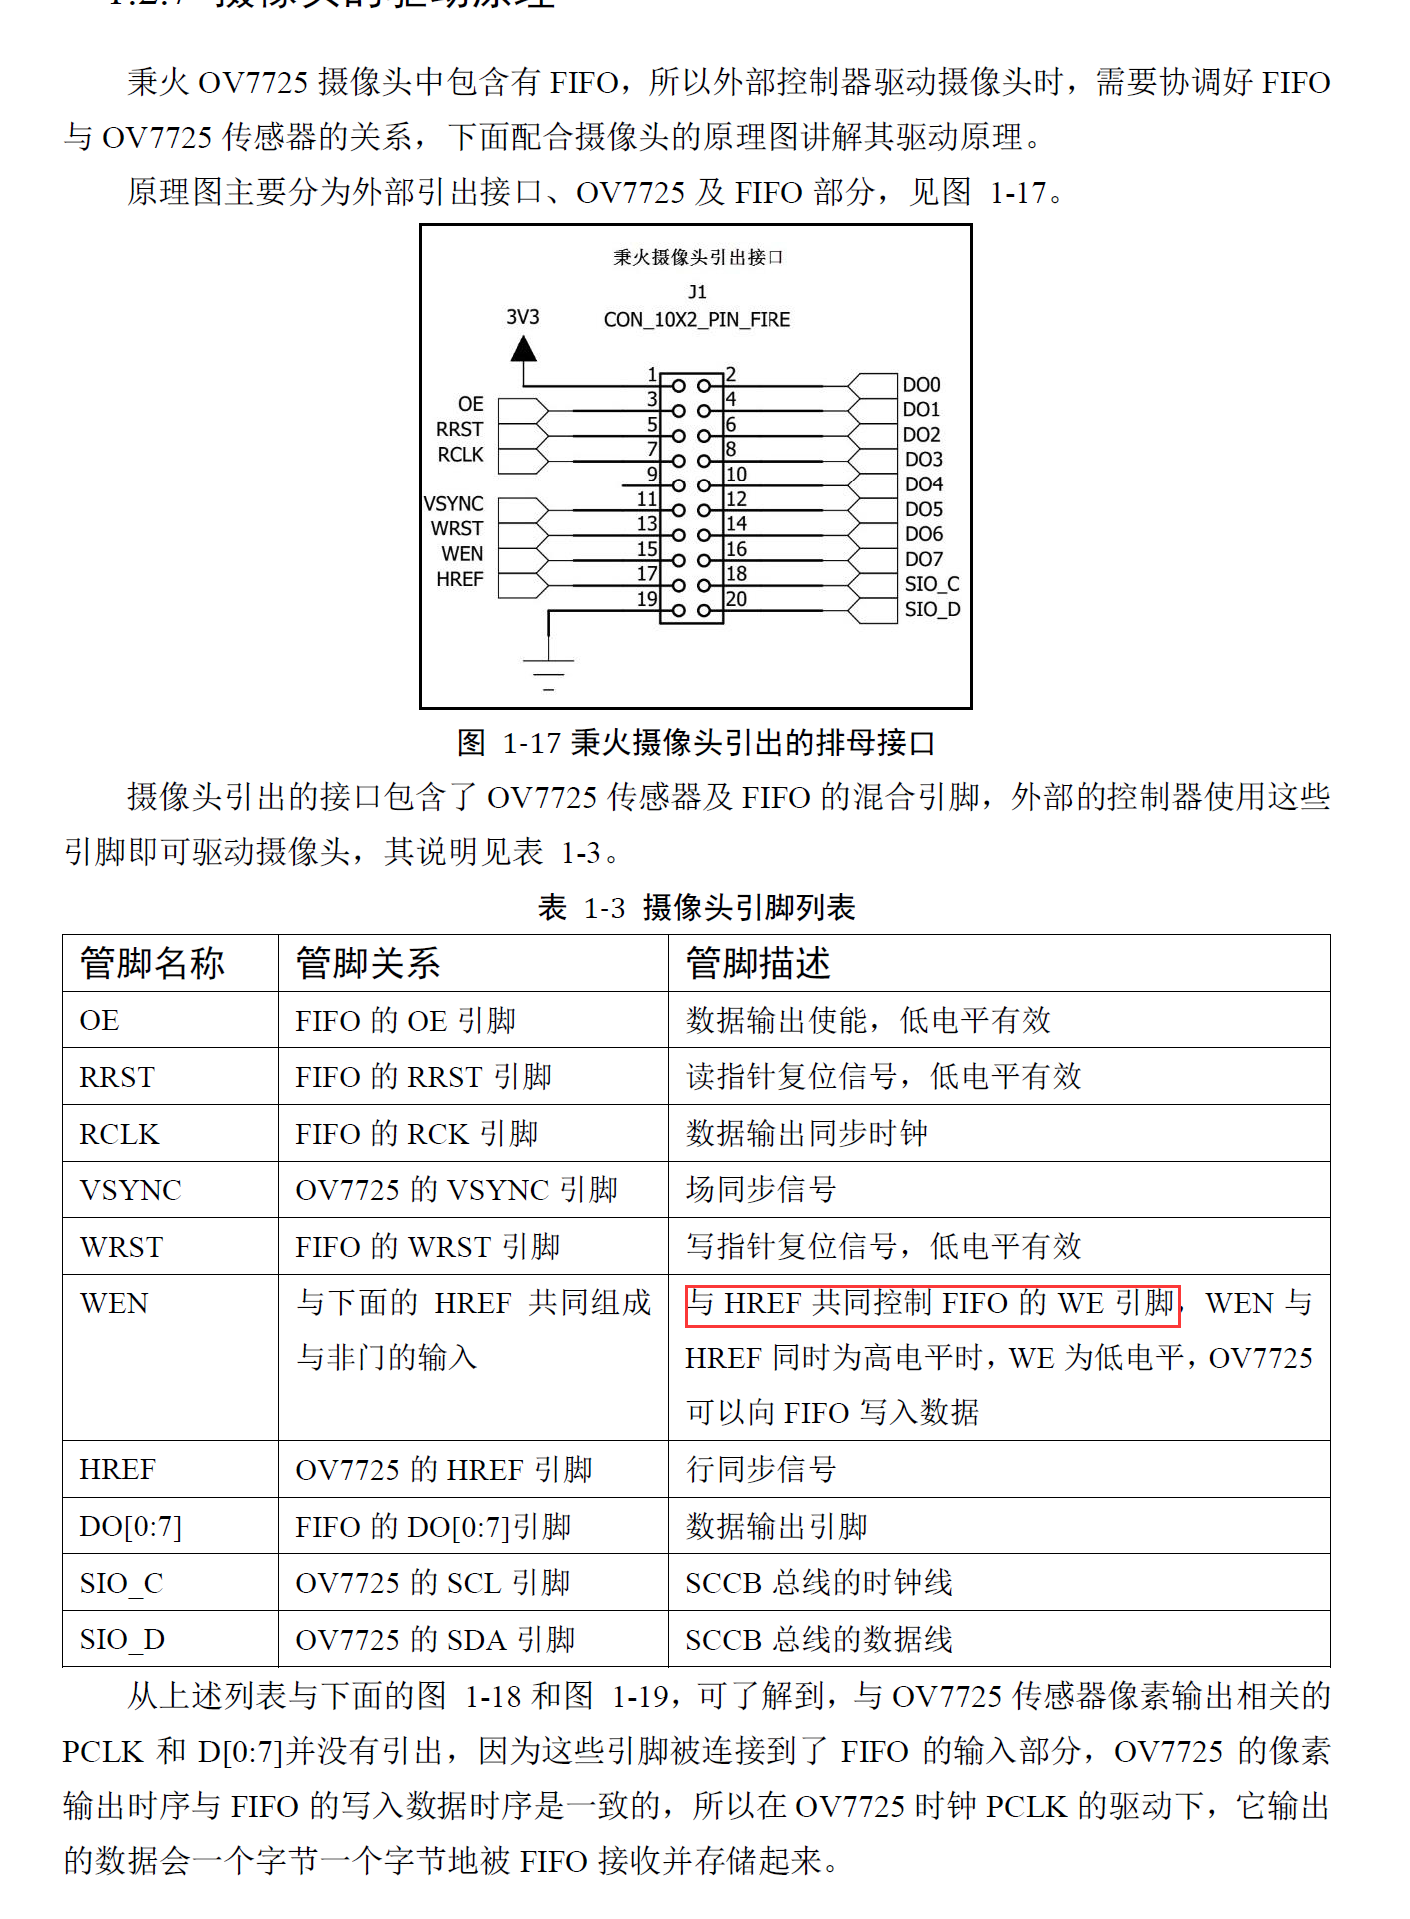 1.2.7 摄像头的驱动原理
秉火 OV7725 摄像头中包含有 FIFO，所以外部控制器驱动摄像头时，需要协调好 FIFO
与 OV7725 传感器的关系，下面配合摄像头的原理图讲解其驱动原理。
原理图主要分为外部引出接口、OV7725 及 FIFO 部分，见图 1-17。
秉火摄像头引出接口
J1
CON_10X2_PIN_FIRE
3V3
1 2 DO0
OE 3 4 DO1
RRST 5 6 DO2
RCLK 7 8 DO3
9 10 DO4
VSYNC 11 12 DO5
WRST 13 14 DO6
WEN 15 16 DO7
HREF 17 18 SIO_C
19 20 SIO_D
图 1-17 秉火摄像头引出的排母接口
摄像头引出的接口包含了 OV7725 传感器及 FIFO 的混合引脚，外部的控制器使用这些
引脚即可驱动摄像头，其说明见表 1-3。
表 1-3 摄像头引脚列表
管脚名称 管脚关系 管脚描述
OE FIFO 的 OE 引脚 数据输出使能，低电平有效
RRST FIFO 的 RRST 引脚 读指针复位信号，低电平有效
RCLK FIFO 的 RCK 引脚 数据输出同步时钟
VSYNC OV7725 的 VSYNC 引脚 场同步信号
WRST FIFO 的 WRST 引脚 写指针复位信号，低电平有效
WEN 与下面的 HREF 共同组成 与 HREF 共同控制 FIFO 的 WE 引脚，WEN 与
与非门的输入 HREF 同时为高电平时，WE 为低电平，OV7725
可以向 FIFO 写入数据
HREF OV7725 的 HREF 引脚 行同步信号
DO[0:7] FIFO 的 DO[0:7]引脚 数据输出引脚
SIO_C OV7725 的 SCL 引脚 SCCB 总线的时钟线
SIO_D OV7725 的 SDA 引脚 SCCB 总线的数据线
从上述列表与下面的图 1-18 和图 1-19，可了解到，与 OV7725 传感器像素输出相关的
PCLK 和 D[0:7]并没有引出，因为这些引脚被连接到了 FIFO 的输入部分，OV7725 的像素
输出时序与 FIFO 的写入数据时序是一致的，所以在 OV7725 时钟 PCLK 的驱动下，它输出
的数据会一个字节一个字节地被 FIFO 接收并存储起来。